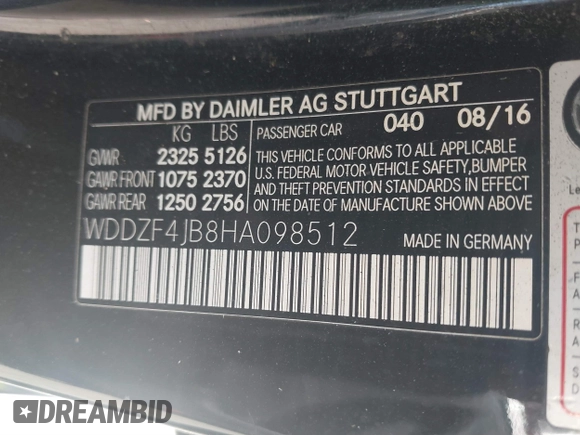 MFD BY DAIMLER AG STUTTGART
KG LBS
PASSENGER CAR 040 08/16
GVWR 2325 5126
GAWR FRONT 1075 2370
GAWR REAR 1250 2756
THIS VEHICLE CONFORMS TO ALL APPLICABLE
U.S. FEDERAL MOTOR-VEHICLE SAFETY, BUMPER
AND THEFT PREVENTION STANDARDS IN EFFECT
ON THE DATE OF MANUFACTURE SHOWN ABOVE
WDDZF4JB8HA098512 MADE IN GERMANY
DREAMBID